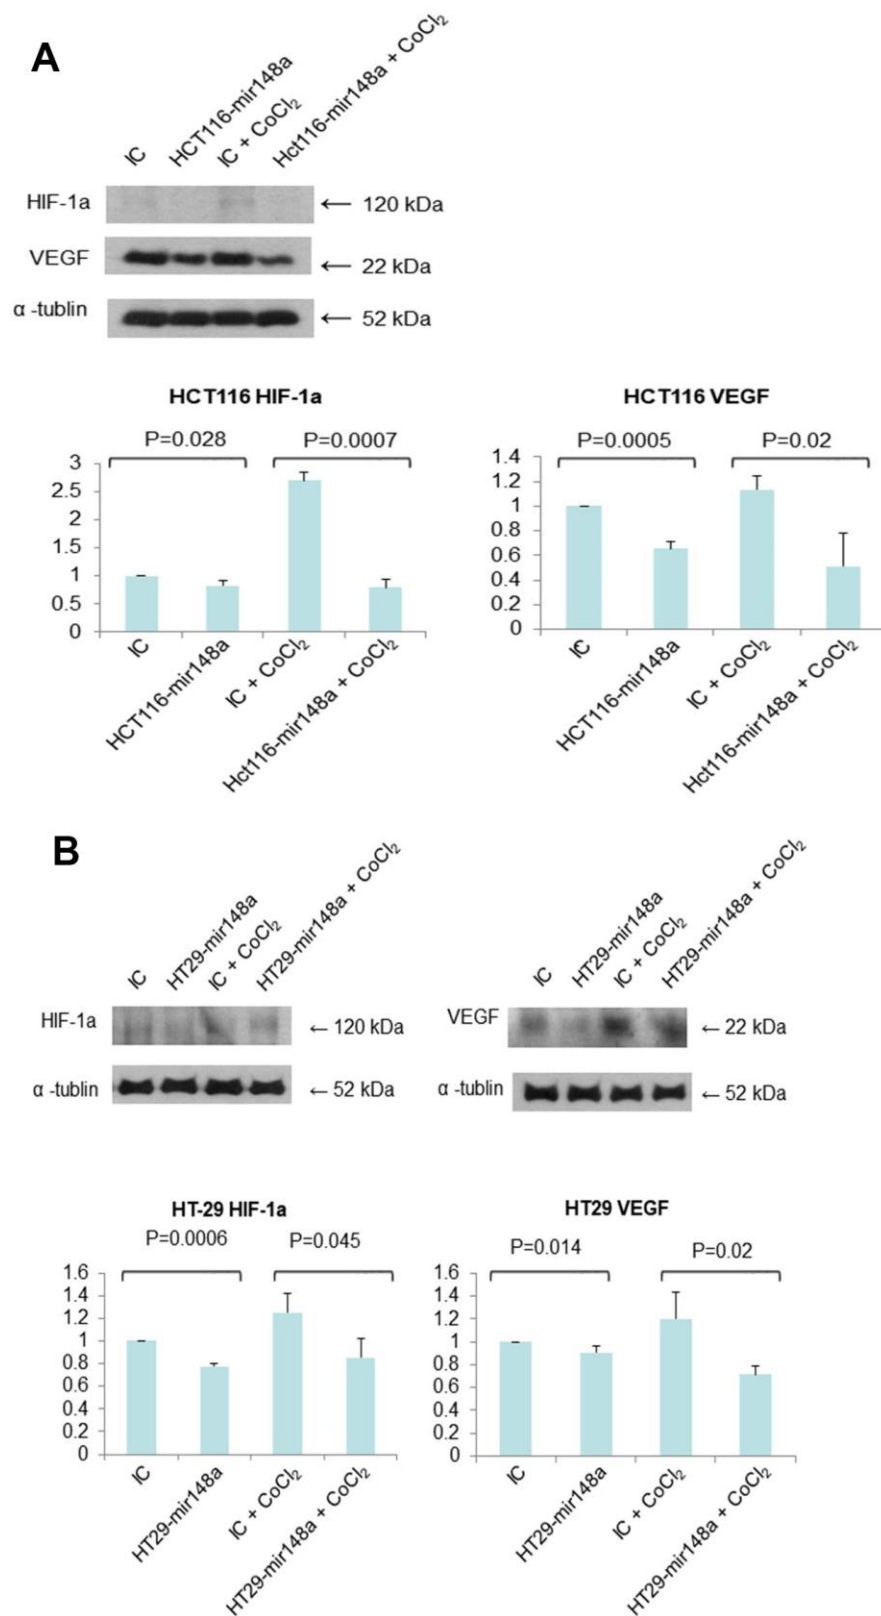 A
IC
HCT116-mir148a
IC + CoCl₂
Hct116-mir148a + CoCl₂
HIF-1a
← 120 kDa
VEGF
← 22 kDa
α -tublin
← 52 kDa
HCT116 HIF-1a
P=0.028
P=0.0007
3
2.5
2
1.5
1
0.5
0
IC
HCT116-mir148a
IC + CoCl₂
Hct116-mir148a + CoCl₂
HCT116 VEGF
P=0.0005
P=0.02
1.4
1.2
1
0.8
0.6
0.4
0.2
0
IC
HCT116-mir148a
IC + CoCl₂
Hct116-mir148a + CoCl₂
B
IC
HT29-mir148a
IC + CoCl₂
HT29-mir148a + CoCl₂
HIF-1a
← 120 kDa
α -tublin
← 52 kDa
IC
HT29-mir148a
IC + CoCl₂
HT29-mir148a + CoCl₂
VEGF
← 22 kDa
α -tublin
← 52 kDa
HT-29 HIF-1a
P=0.0006
P=0.045
1.6
1.4
1.2
1
0.8
0.6
0.4
0.2
0
IC
HT29-mir148a
IC + CoCl₂
HT29-mir148a + CoCl₂
HT29 VEGF
P=0.014
P=0.02
1.6
1.4
1.2
1
0.8
0.6
0.4
0.2
0
IC
HT29-mir148a
IC + CoCl₂
HT29-mir148a + CoCl₂